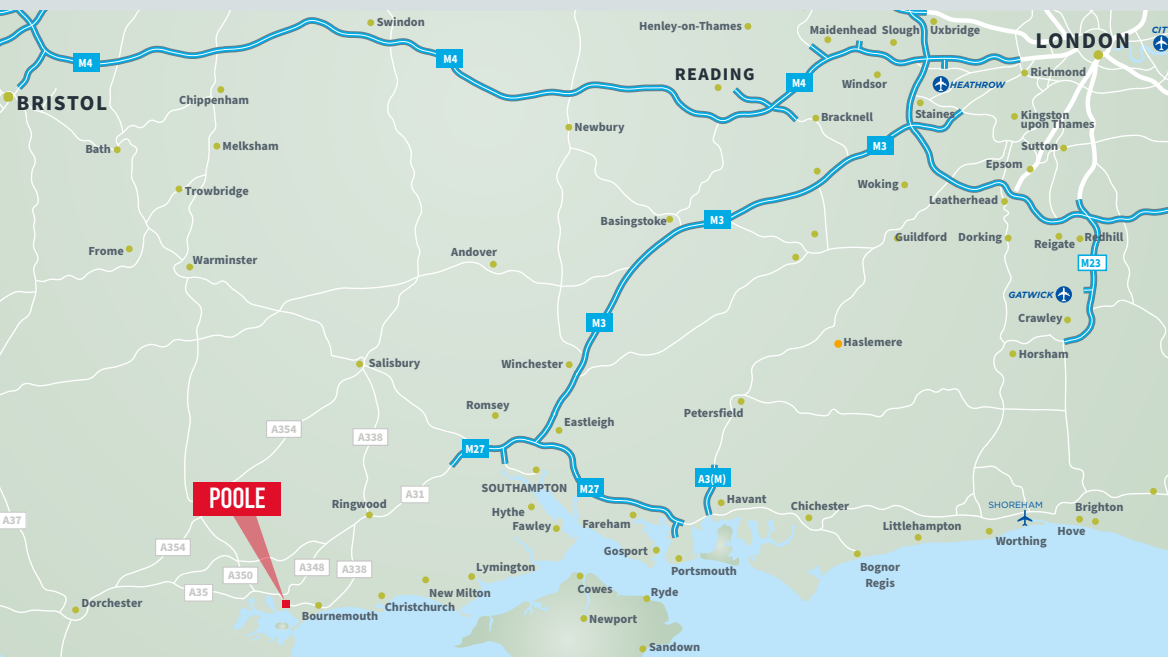 Swindon
Henley-on-Thames
Maidenhead
Slough
Uxbridge
CIT
LONDON
M4
M4
READING
M4
Windsor
HEATHROW
Richmond
BRISTOL
Chippenham
Newbury
Bracknell
Staines
Kingston
upon Thames
Bath
Melksham
M3
Sutton
Epsom
Trowbridge
Woking
Leatherhead
Basingstoke
M3
Frome
Warminster
Andover
Guildford
Dorking
Reigate
Redhill
M23
GATWICK
Crawley
M3
Haslemere
Horsham
Salisbury
Winchester
Romsey
Petersfield
Eastleigh
A354
A338
M27
A3(M)
SOUTHAMPTON
M27
POOLE
A31
Ringwood
Havant
Chichester
SHOREHAM
Brighton
A37
Hythe
Fawley
Fareham
Littlehampton
Hove
Worthing
A354
Gosport
Portsmouth
Bognor
Regis
A350
A348
A338
Lymington
A35
New Milton
Cowes
Ryde
Dorchester
Bournemouth
Christchurch
Newport
Sandown